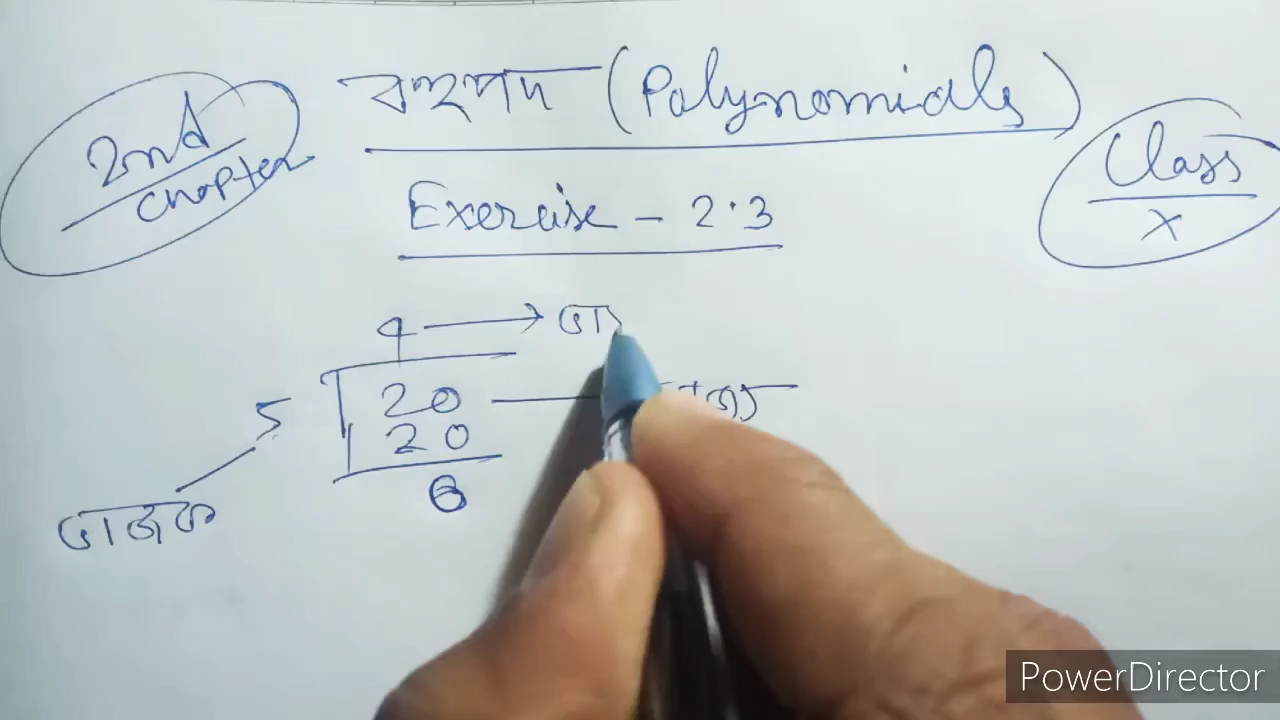 2nd
chapter
বহুপদ (Polynomials)
Class
X
Exercise - 2.3
4 → ভা
5
20
20
0
ভাজক
PowerDirector